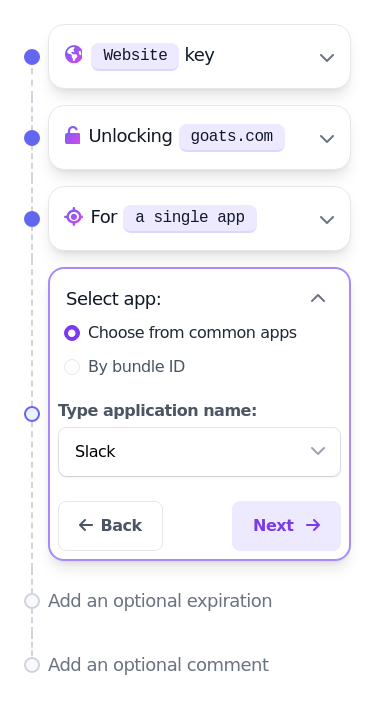 Website key
Unlocking goats.com
For a single app
Select app:
Choose from common apps
By bundle ID
Type application name:
Slack
Back
Next
Add an optional expiration
Add an optional comment